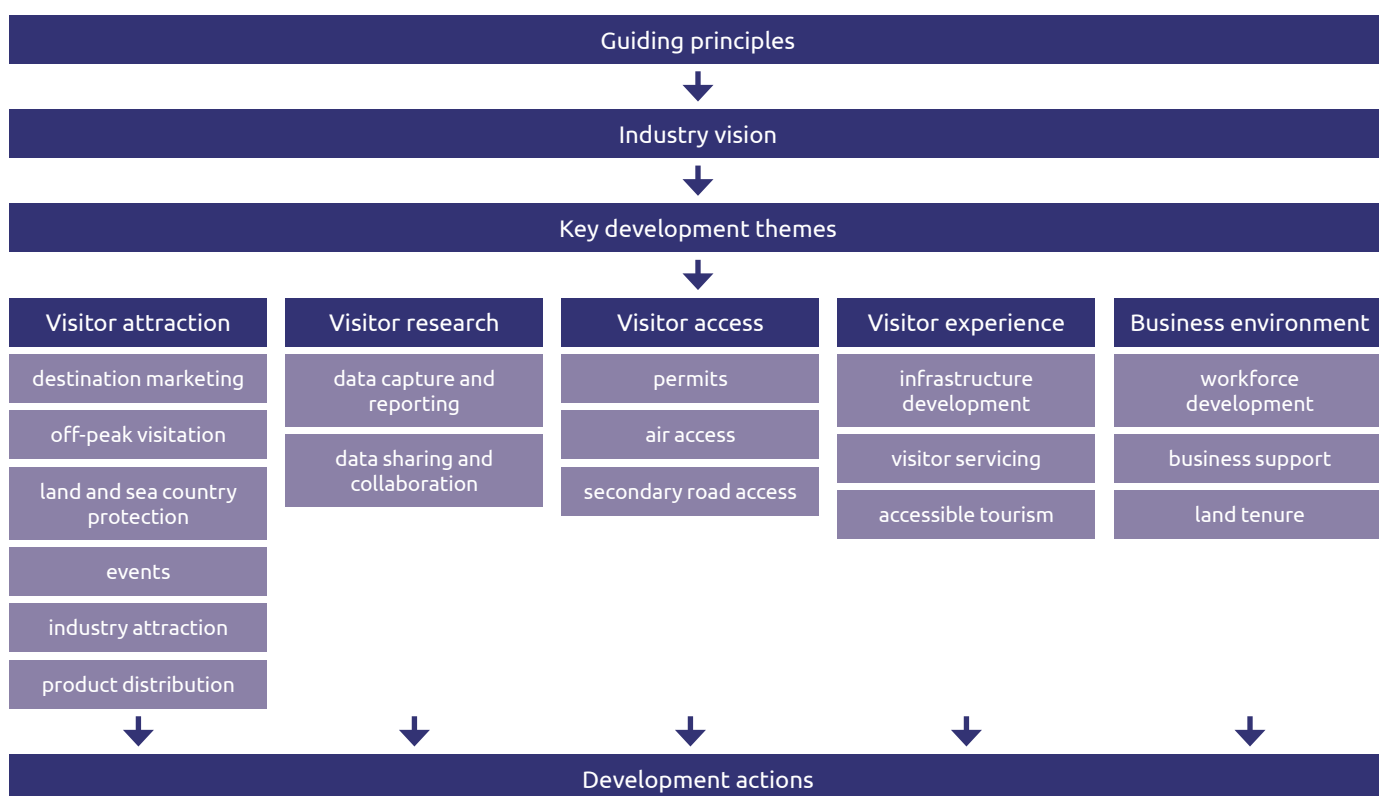 Guiding principles
Industry vision
Key development themes
Visitor attraction
destination marketing
off-peak visitation
land and sea country
protection
events
industry attraction
product distribution
Visitor research
data capture and
reporting
data sharing and
collaboration
Visitor access
permits
air access
secondary road access
Visitor experience
infrastructure
development
visitor servicing
accessible tourism
Business environment
workforce
development
business support
land tenure
Development actions